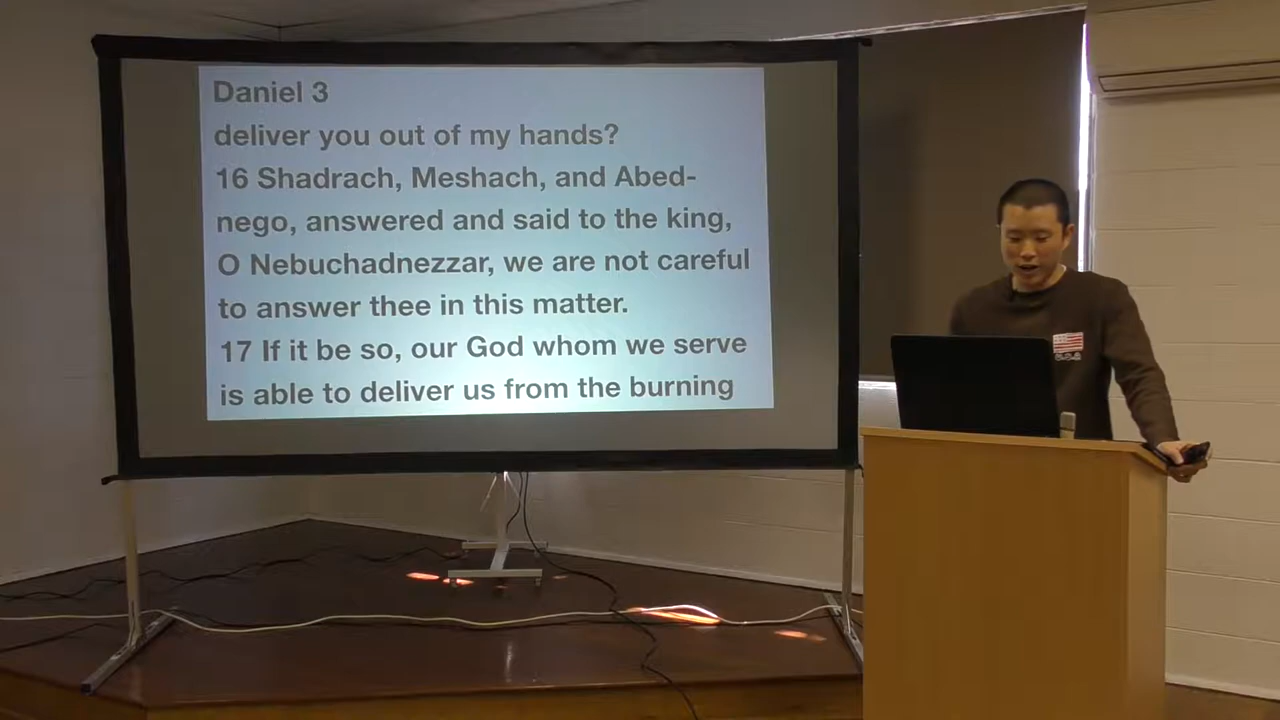 Daniel 3
deliver you out of my hands?
16 Shadrach, Meshach, and Abed-
nego, answered and said to the king,
O Nebuchadnezzar, we are not careful
to answer thee in this matter.
17 If it be so, our God whom we serve
is able to deliver us from the burning